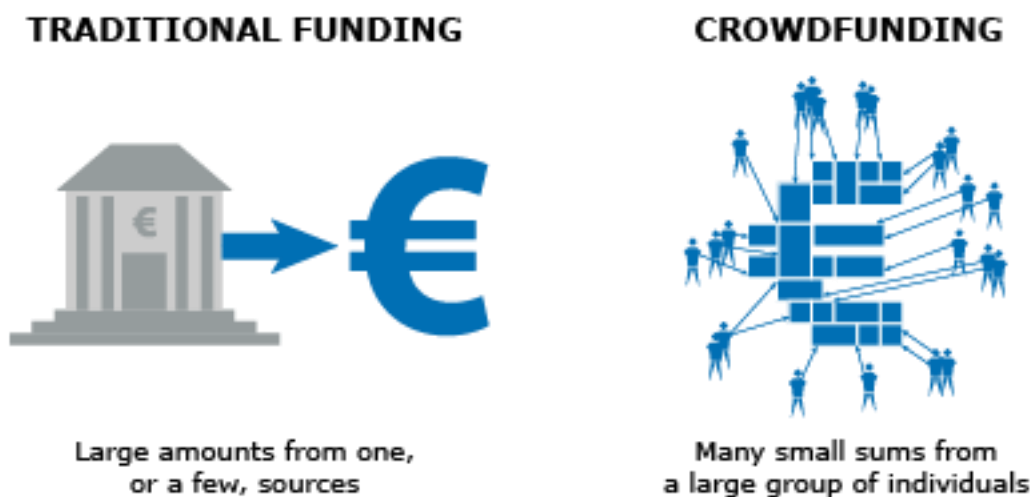 TRADITIONAL FUNDING
CROWDFUNDING
€
€
Large amounts from one,
or a few, sources
Many small sums from
a large group of individuals